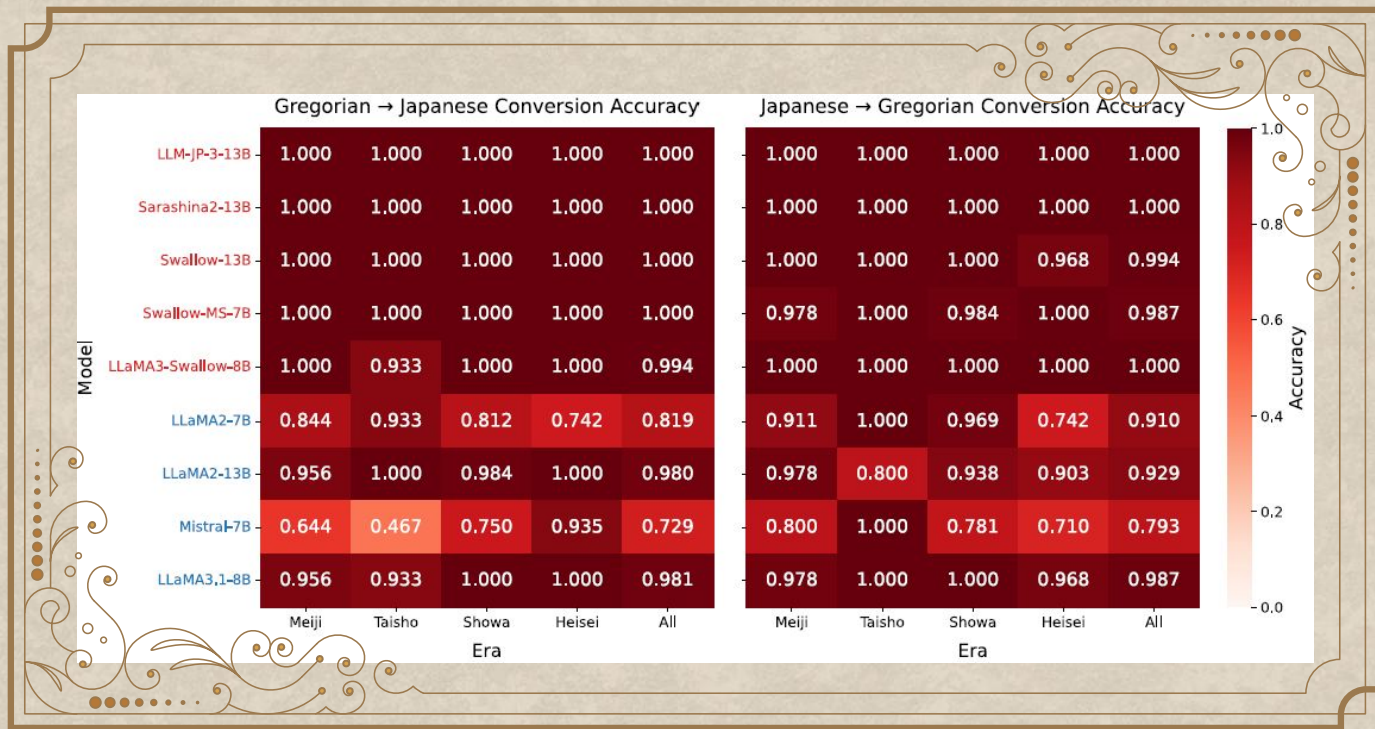 Gregorian → Japanese Conversion Accuracy
Japanese → Gregorian Conversion Accuracy
Model
LLM-JP-3-13B 1.000 1.000 1.000 1.000 1.000 1.000 1.000 1.000 1.000 1.000
Sarashina2-13B 1.000 1.000 1.000 1.000 1.000 1.000 1.000 1.000 1.000 1.000
Swallow-13B 1.000 1.000 1.000 1.000 1.000 1.000 1.000 1.000 0.968 0.994
Swallow-MS-7B 1.000 1.000 1.000 1.000 1.000 0.978 1.000 0.984 1.000 0.987
LLaMA3-Swallow-8B 1.000 0.933 1.000 1.000 0.994 1.000 1.000 1.000 1.000 1.000
LLaMA2-7B 0.844 0.933 0.812 0.742 0.819 0.911 1.000 0.969 0.742 0.910
LLaMA2-13B 0.956 1.000 0.984 1.000 0.980 0.978 0.800 0.938 0.903 0.929
Mistral-7B 0.644 0.467 0.750 0.935 0.729 0.800 1.000 0.781 0.710 0.793
LLaMA3.1-8B 0.956 0.933 1.000 1.000 0.981 0.978 1.000 1.000 0.968 0.987
Meiji Taisho Showa Heisei All Meiji Taisho Showa Heisei All
Era Era
1.0
0.8
0.6
0.4
0.2
0.0
Accuracy